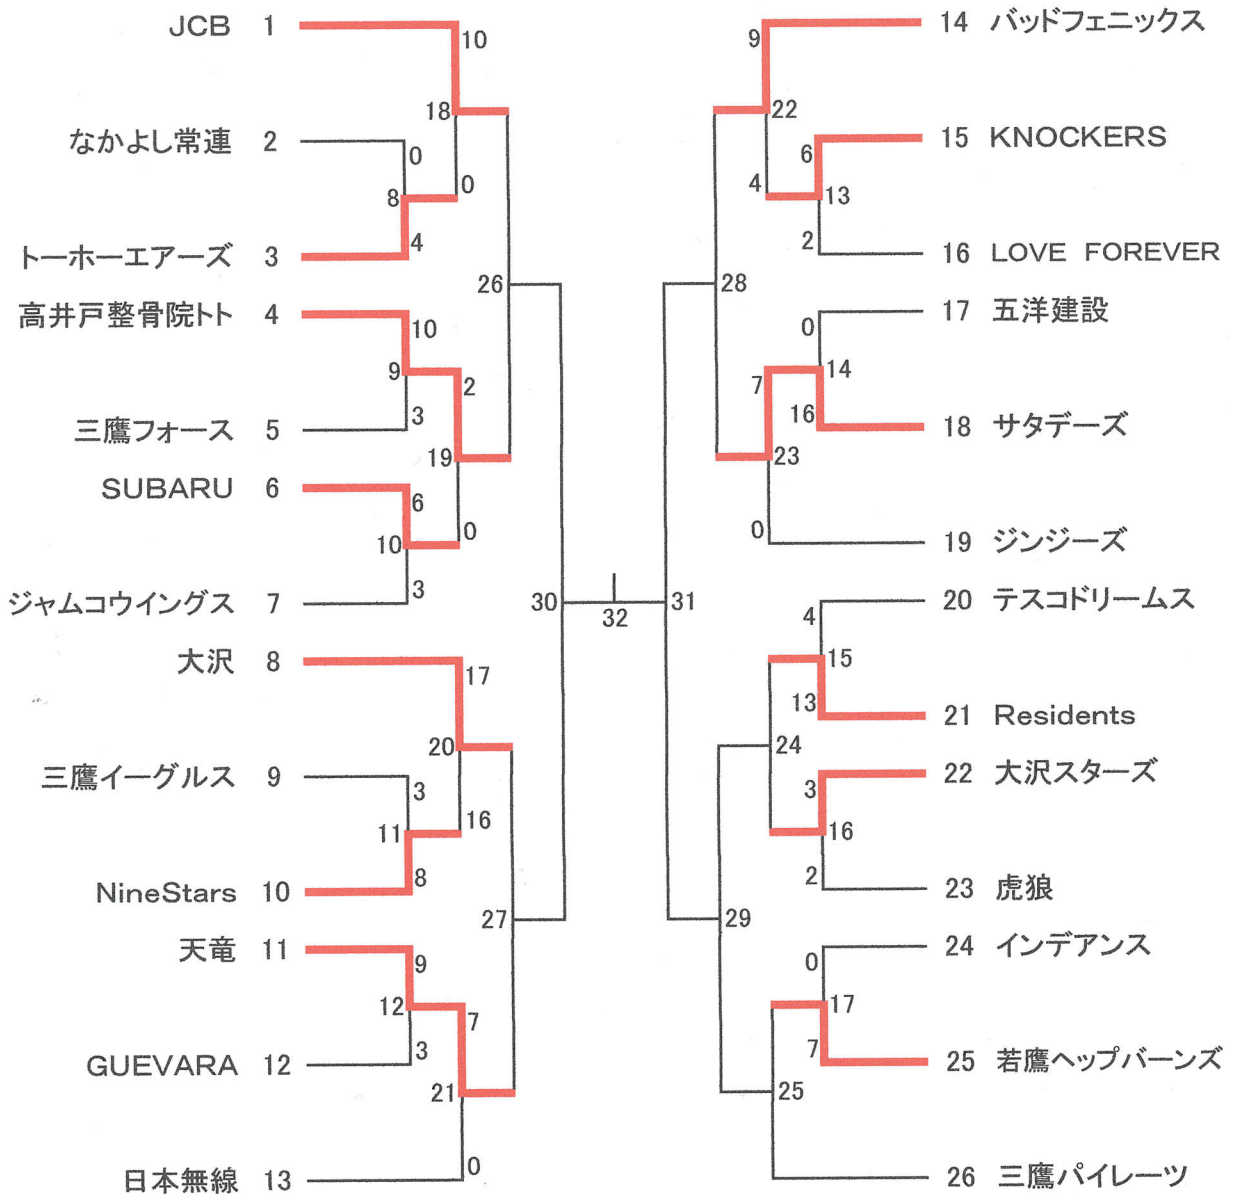 JCB 1
10
18
なかよし常連 2
0
0
8
4
トーホーエアーズ 3
26
高井戸整骨院トト 4
10
9
2
3
三鷹フォース 5
19
SUBARU 6
6
0
10
3
ジャムコウイングス 7
30
大沢 8
17
20
三鷹イーグルス 9
3
16
11
8
NineStars 10
27
天竜 11
9
12
7
3
GUEVARA 12
21
0
日本無線 13
32
14 バッドフェニックス
9
22
15 KNOCKERS
6
4
13
2
16 LOVE FOREVER
28
17 五洋建設
0
14
7
16
18 サタデーズ
23
0
19 ジンジーズ
31
20 テスコドリームス
4
15
13
21 Residents
24
22 大沢スターズ
3
16
2
23 虎狼
29
24 インデアンス
0
17
7
25 若鷹ヘップバーンズ
25
26 三鷹パイレーツ